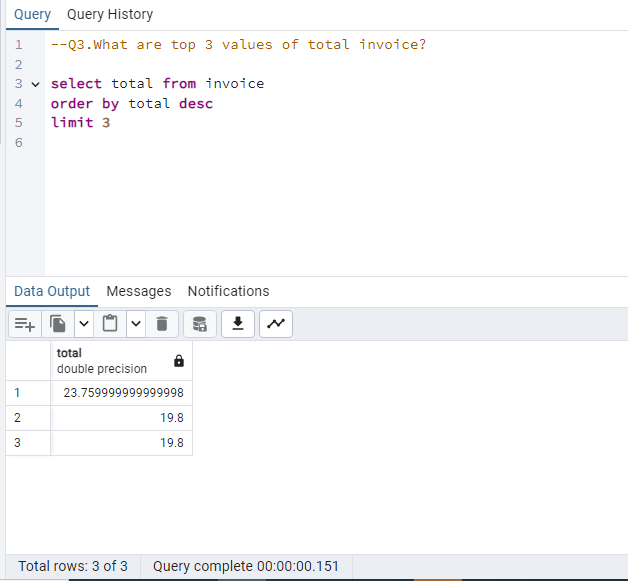 Query Query History
1 --Q3.What are top 3 values of total invoice?
2
3 select total from invoice
4 order by total desc
5 limit 3
6
Data Output Messages Notifications
total
double precision
1 23.759999999999998
2 19.8
3 19.8
Total rows: 3 of 3 Query complete 00:00:00.151